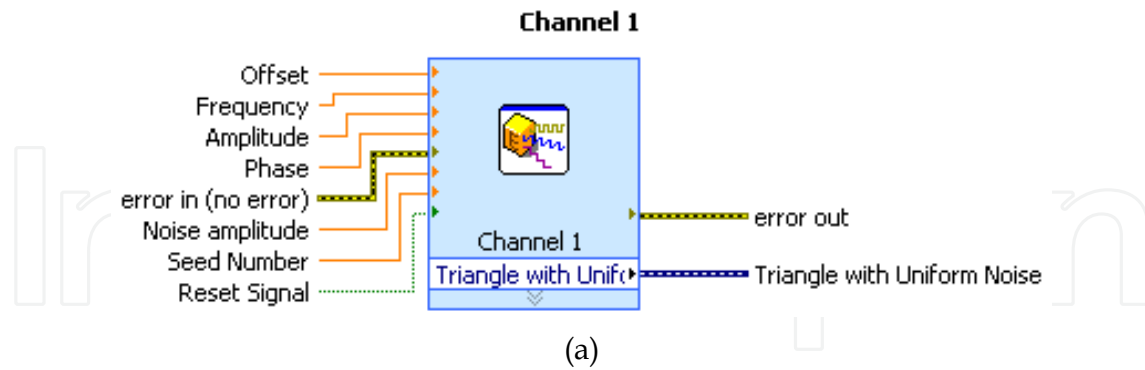 Channel 1
Offset
Frequency
Amplitude
Phase
error in (no error)
Noise amplitude
Seed Number
Reset Signal
Channel 1
Triangle with Unif
error out
Triangle with Uniform Noise
(a)